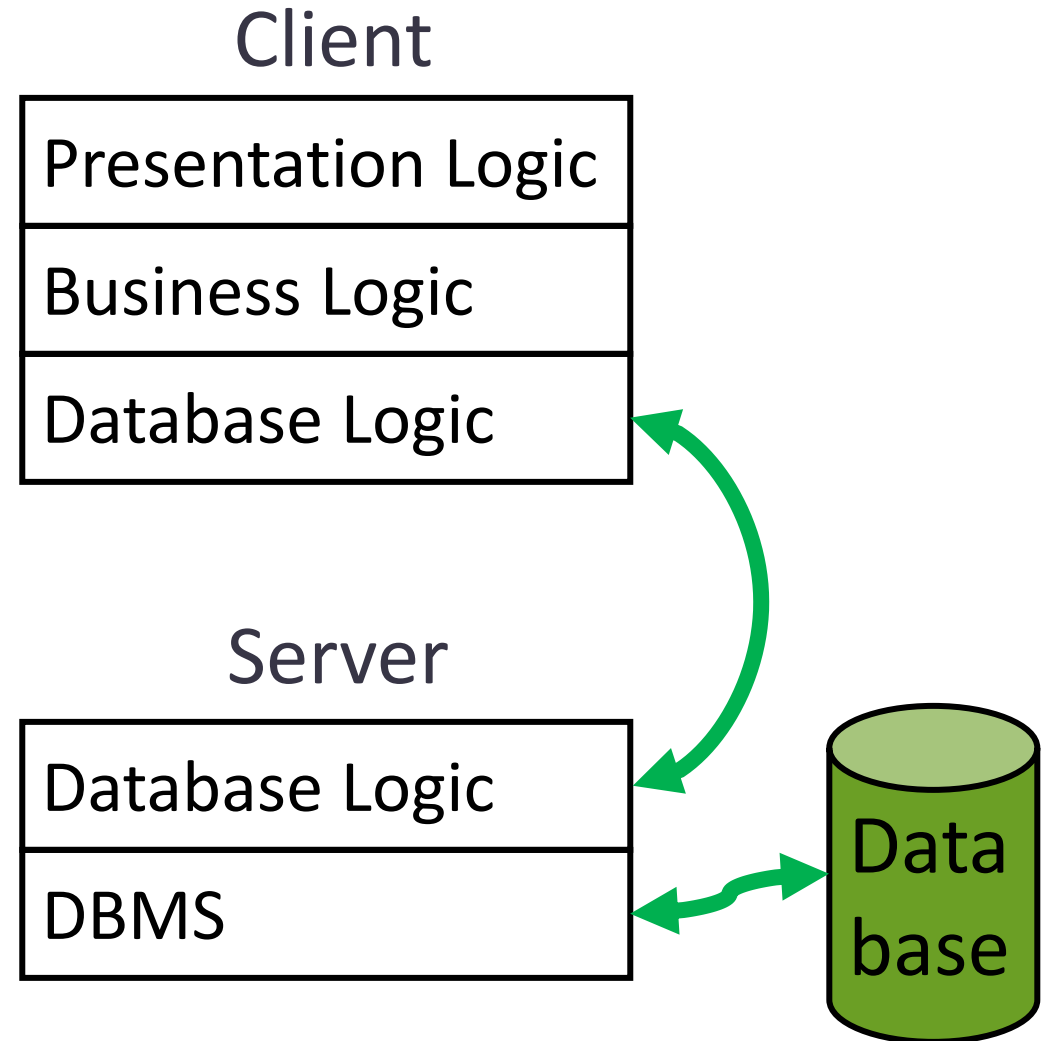 Client
Presentation Logic
Business Logic
Database Logic
Server
Database Logic
DBMS
Data
base